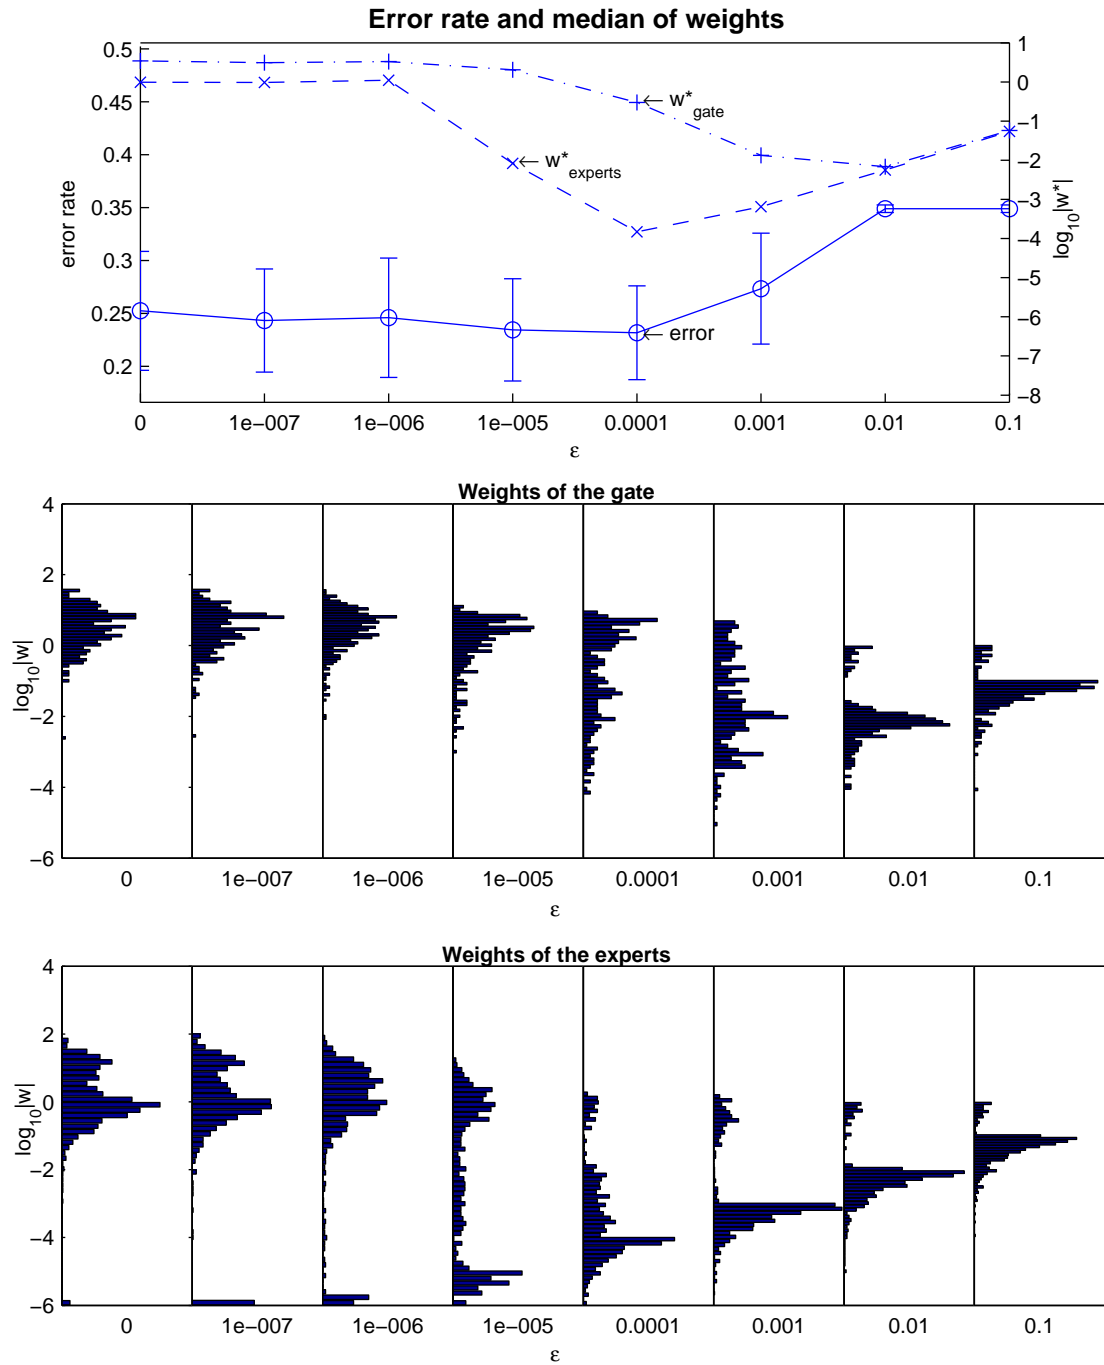 Error rate and median of weights
0.5
0.45
0.4
0.35
0.3
0.25
0.2
error rate
1
0
−1
−2
−3
−4
−5
−6
−7
−8
log10|w*|
w*gate
w*experts
error
0 1e−007 1e−006 1e−005 0.0001 0.001 0.01 0.1
ε
Weights of the gate
4
2
0
−2
−4
−6
log10|w|
0 1e−007 1e−006 1e−005 0.0001 0.001 0.01 0.1
ε
Weights of the experts
4
2
0
−2
−4
−6
log10|w|
0 1e−007 1e−006 1e−005 0.0001 0.001 0.01 0.1
ε